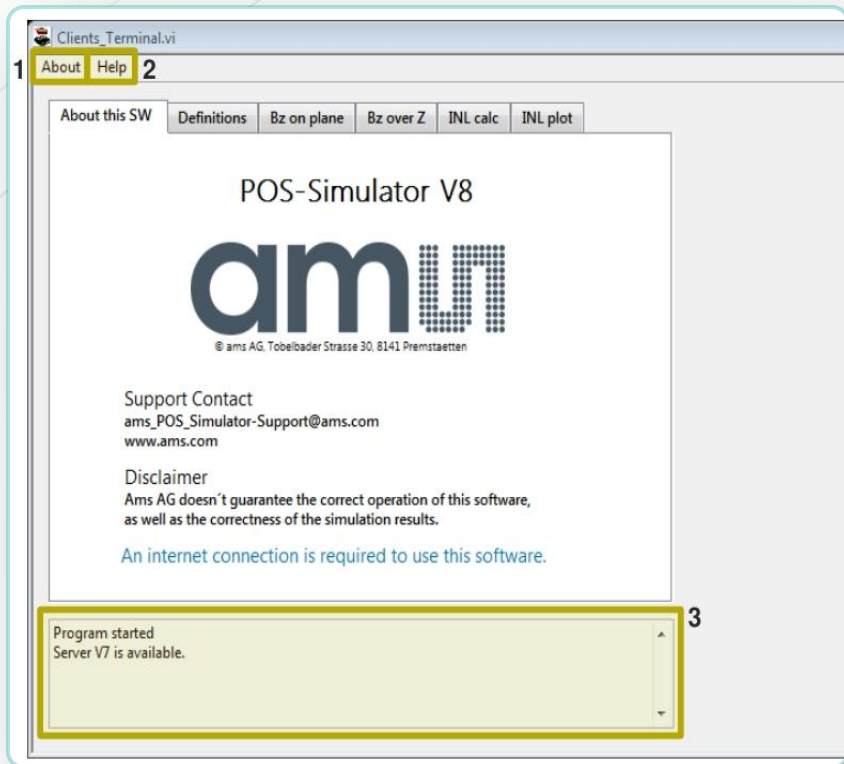 Clients_Terminal.vi
1 About Help 2
About this SW Definitions Bz on plane Bz over Z INL calc INL plot
POS-Simulator V8
am
© ams AG, Tobelbader Strasse 30, 8141 Premstaetten
Support Contact
ams_POS_Simulator-Support@ams.com
www.ams.com
Disclaimer
Ams AG doesn´t guarantee the correct operation of this software,
as well as the correctness of the simulation results.
An internet connection is required to use this software.
3
Program started
Server V7 is available.